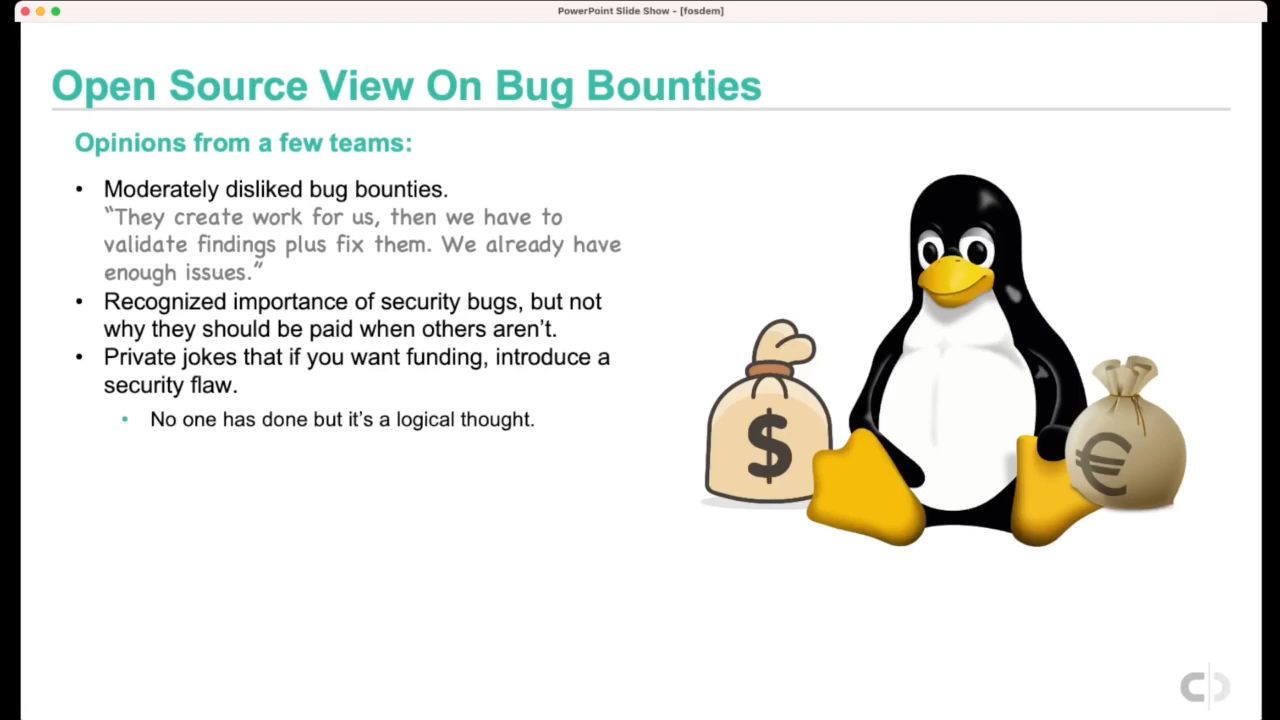 PowerPoint Slide Show - [fosdem]
Open Source View On Bug Bounties
Opinions from a few teams:
• Moderately disliked bug bounties.
“They create work for us, then we have to
validate findings plus fix them. We already have
enough issues.”
• Recognized importance of security bugs, but not
why they should be paid when others aren’t.
• Private jokes that if you want funding, introduce a
security flaw.
• No one has done but it’s a logical thought.
$
€